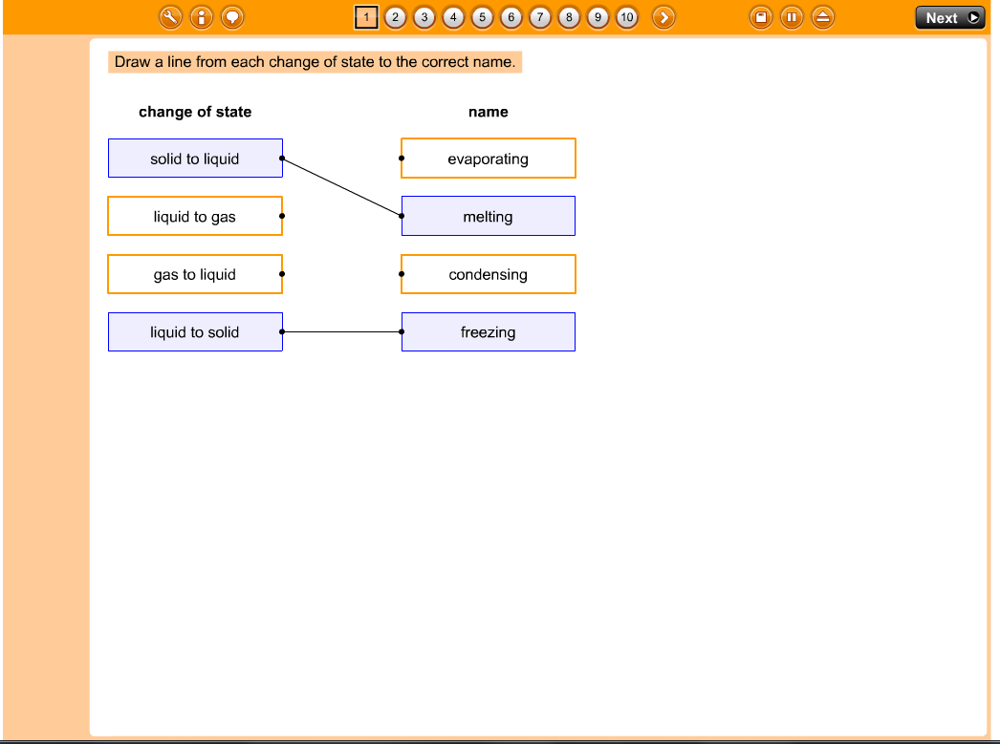 1 2 3 4 5 6 7 8 9 10 Next
Draw a line from each change of state to the correct name.
change of state name
solid to liquid evaporating
liquid to gas melting
gas to liquid condensing
liquid to solid freezing